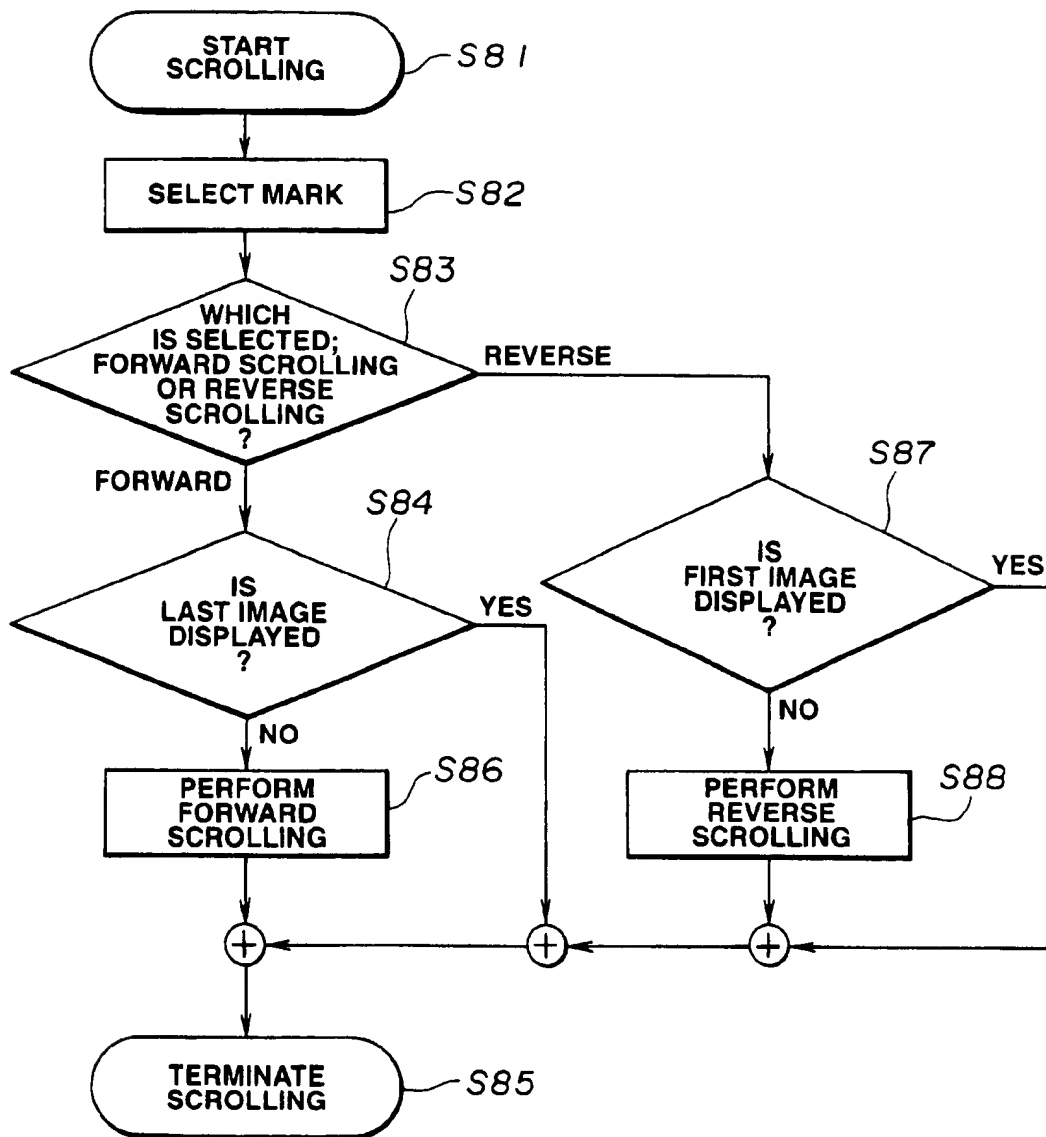 START
SCROLLING
S81
SELECT MARK
S82
S83
WHICH
IS SELECTED;
FORWARD SCROLLING
OR REVERSE
SCROLLING
?
REVERSE
FORWARD
S84
IS
LAST IMAGE
DISPLAYED
?
YES
NO
S87
IS
FIRST IMAGE
DISPLAYED
?
YES
NO
PERFORM
FORWARD
SCROLLING
S86
PERFORM
REVERSE
SCROLLING
S88
+
+
+
TERMINATE
SCROLLING
S85